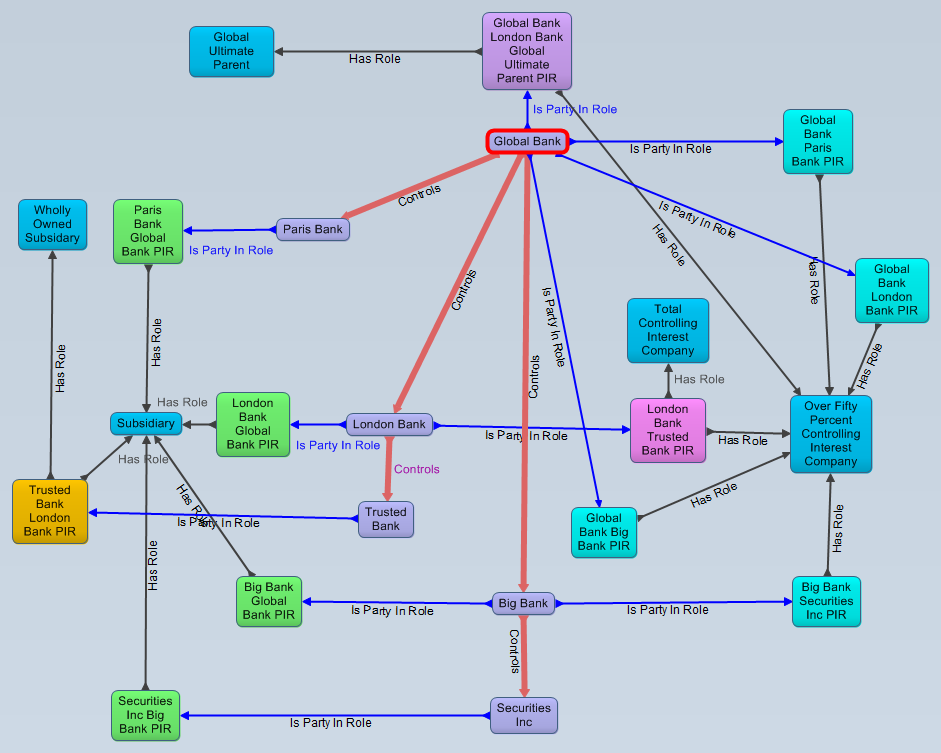 Global
Ultimate
Parent
Has Role
Global Bank
London Bank
Global
Ultimate
Parent PIR
Is Party In Role
Global Bank
Is Party In Role
Global
Bank
Paris
Bank PIR
Controls
Is Party In Role
Has Role
Wholly
Owned
Subsidary
Paris
Bank
Global
Bank PIR
Is Party In Role
Paris Bank
Controls
Is Party In Role
Has Role
Global
Bank
London
Bank PIR
Has Role
Has Role
Total
Controlling
Interest
Company
Controls
Has Role
Has Role
Has Role
Subsidiary
London
Bank
Global
Bank PIR
Is Party In Role
London Bank
Is Party In Role
London
Bank
Trusted
Bank PIR
Has Role
Over Fifty
Percent
Controlling
Interest
Company
Has Role
Controls
Trusted
Bank
London
Bank PIR
Is Party In Role
Has Role
Trusted
Bank
Global
Bank Big
Bank PIR
Has Role
Has Role
Has Role
Big Bank
Global
Bank PIR
Is Party In Role
Big Bank
Is Party In Role
Big Bank
Securities
Inc PIR
Controls
Securities
Inc Big
Bank PIR
Is Party In Role
Securities
Inc